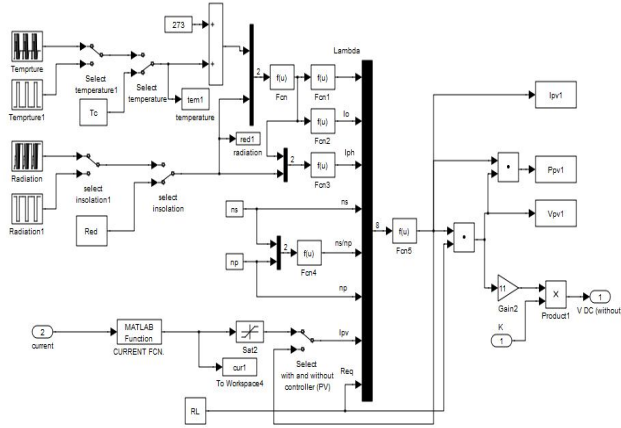 273
+
+
Lambda
Temprture
Select
temperature1
Select
temperature
2
f(u)
Fcn
f(u)
Fcn1
Temprture1
Tc
tem1
temperature
f(u)
Fcn2
Io
Ipv1
red1
radiation
Iph
Radiation
select
insolation1
select
insolation
2
f(u)
Fcn3
Ppv1
Radiation1
Red
ns
ns
8
f(u)
Fcn5
Vpv1
np
2
f(u)
Fcn4
ns/np
np
11
Gain2
X
Product1
1
V DC (without
K
1
2
current
MATLAB
Function
CURRENT FCN.
Sat2
Ipv
cur1
To Workspace4
Select
with and without
controller (PV)
Req
RL